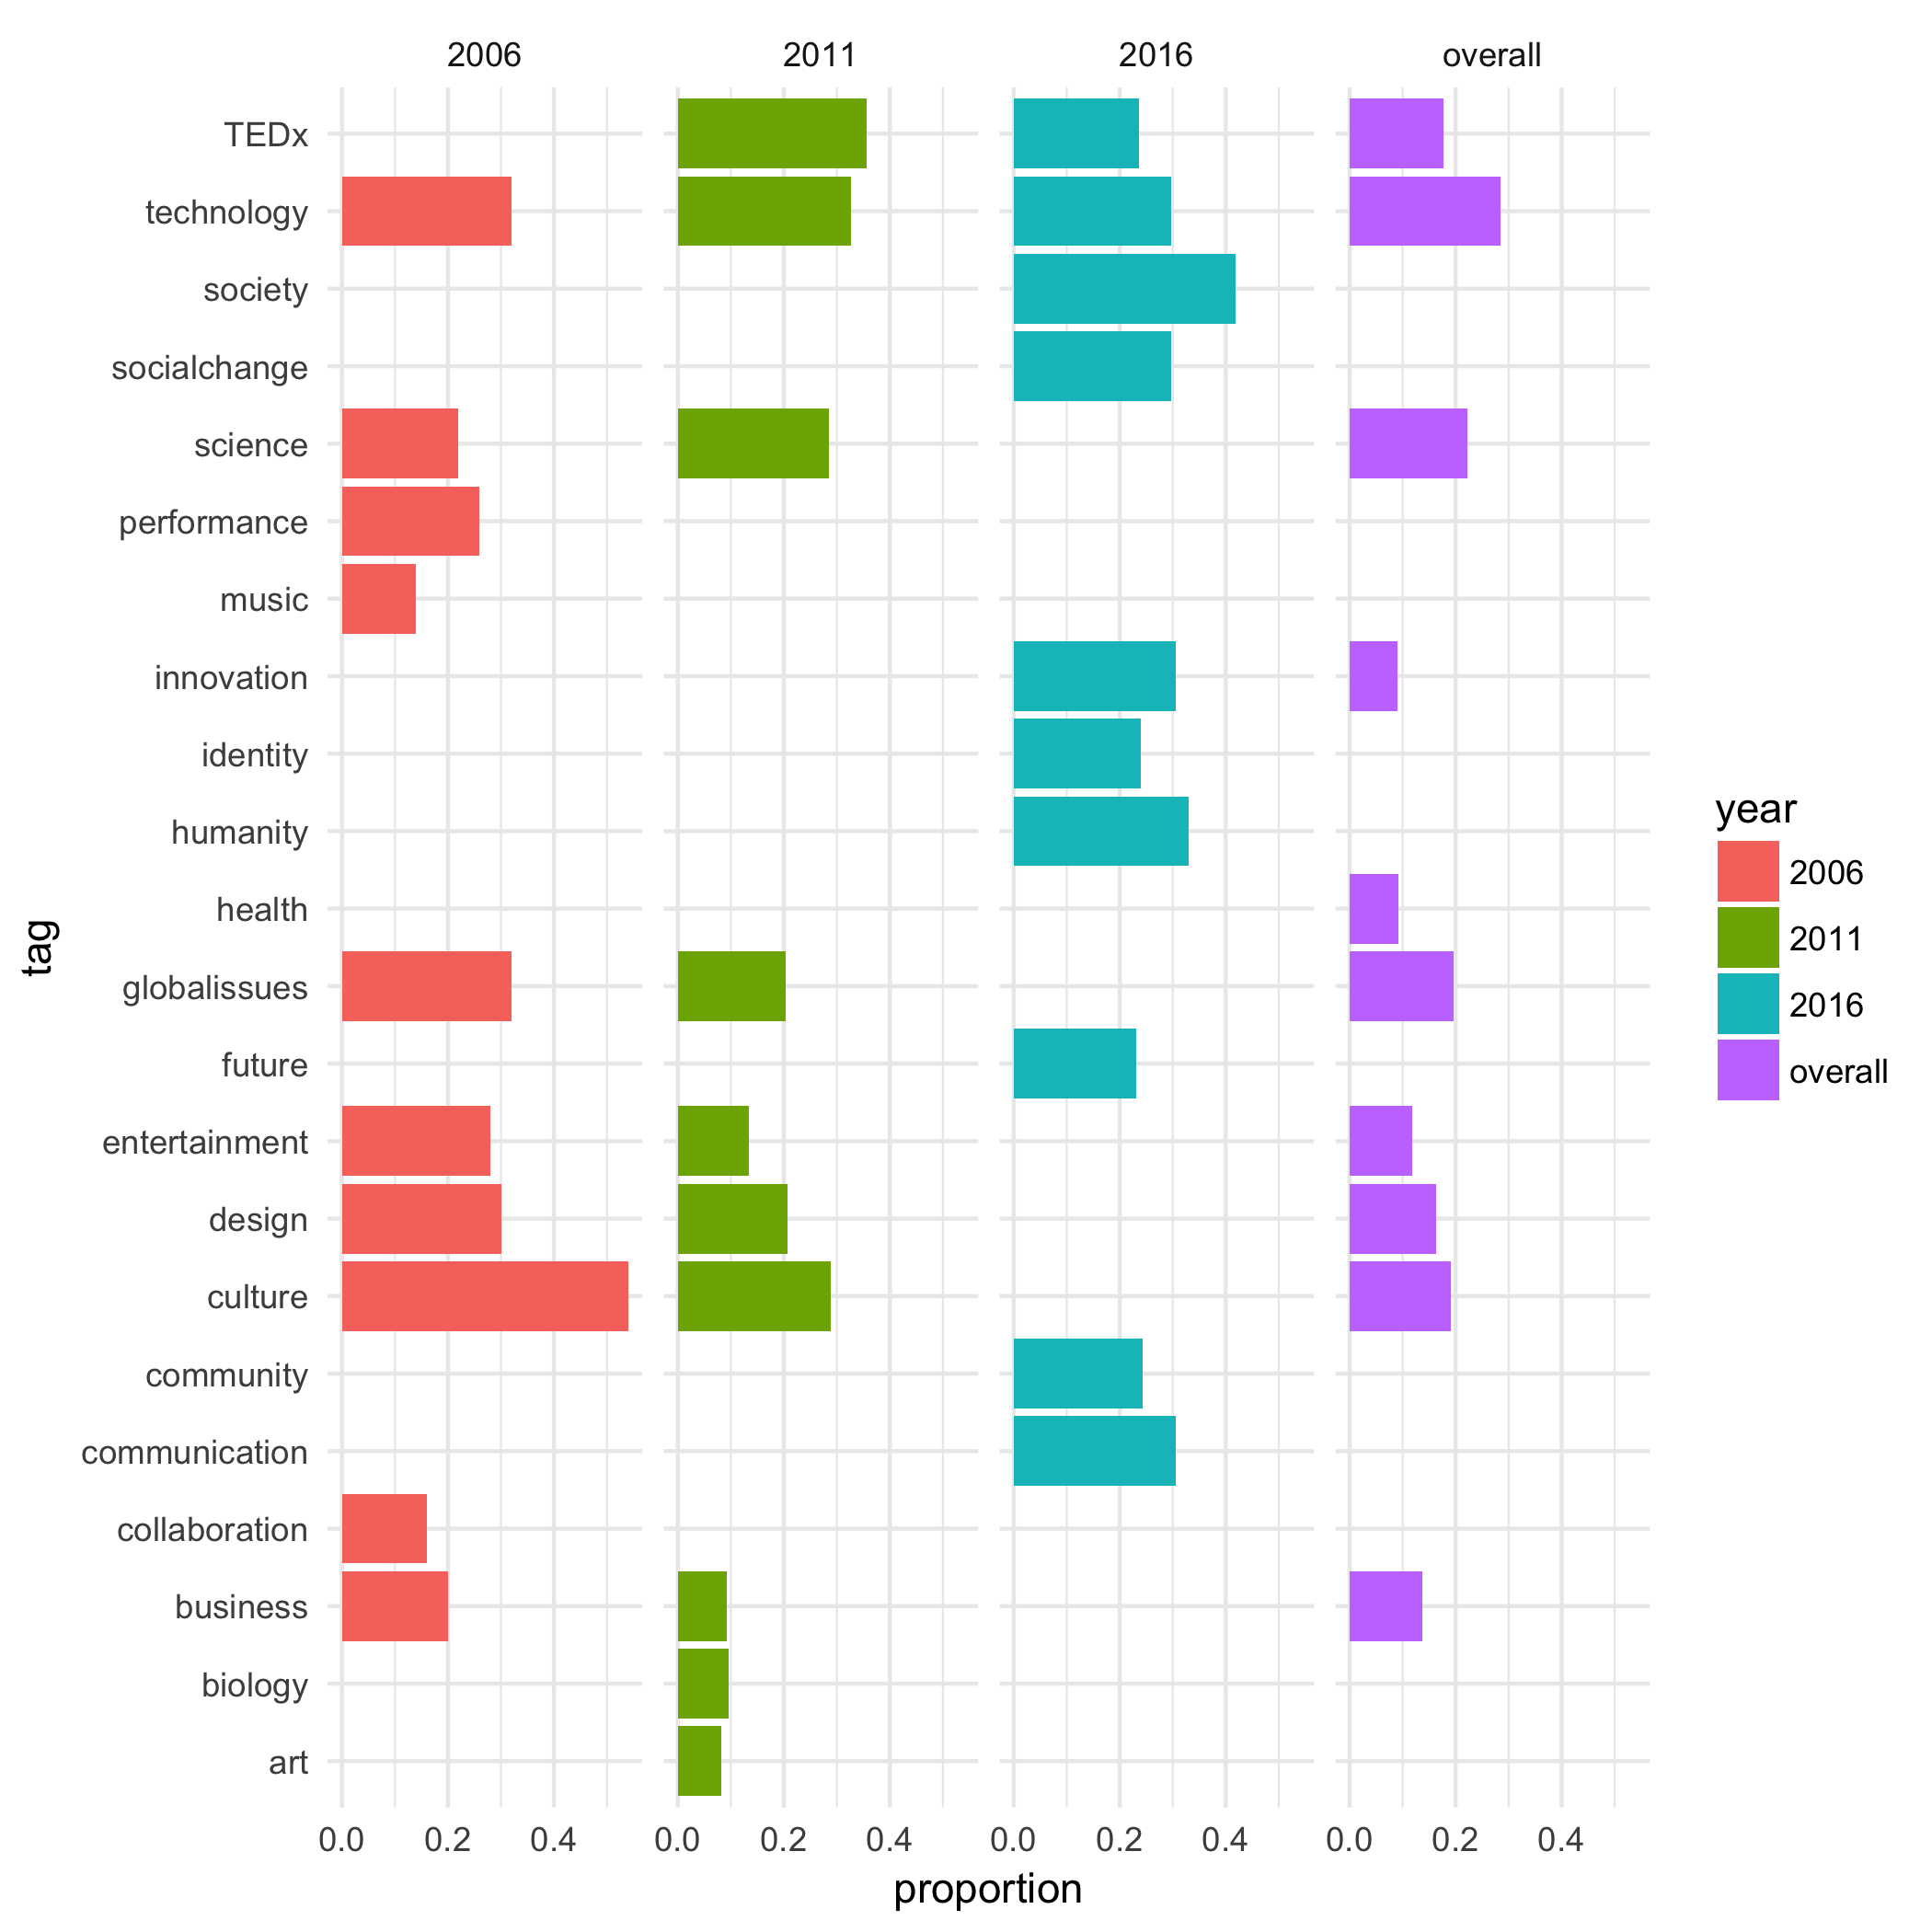 2006 2011 2016 overall
TEDx
technology
society
socialchange
science
performance
music
innovation
identity
humanity
health
globalissues
future
entertainment
design
culture
community
communication
collaboration
business
biology
art
tag
0.0 0.2 0.4 0.0 0.2 0.4 0.0 0.2 0.4 0.0 0.2 0.4
proportion
year
2006
2011
2016
overall